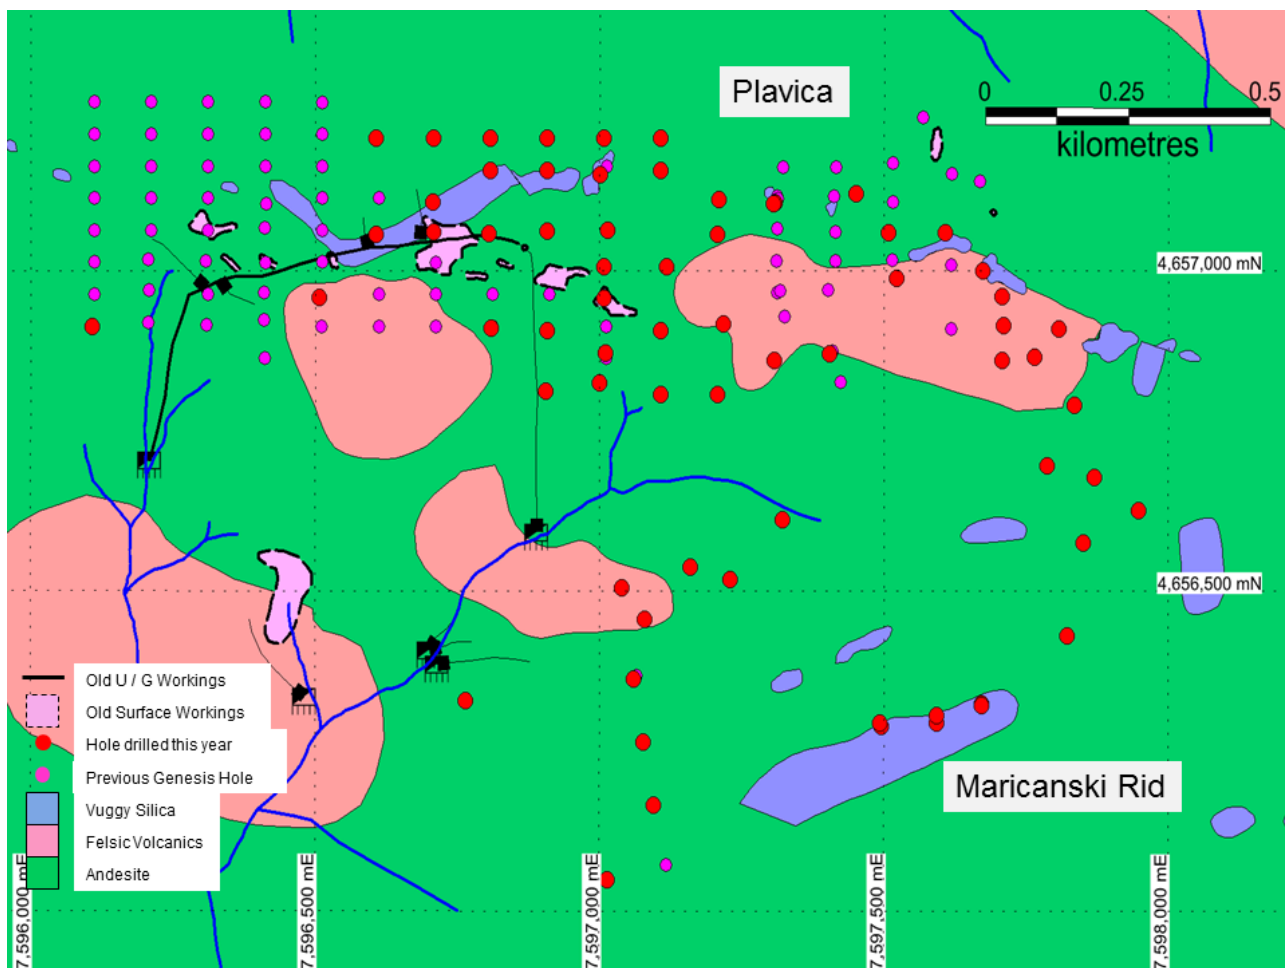 Plavica
0 0.25 0.5
kilometres
4,657,000 mN
4,656,500 mN
Old U / G Workings
Old Surface Workings
Hole drilled this year
Previous Genesis Hole
Vuggy Silica
Felsic Volcanics
Andesite
Maricanski Rid
7,596,000 mE
7,596,500 mE
7,597,000 mE
7,597,500 mE
7,598,000 mE